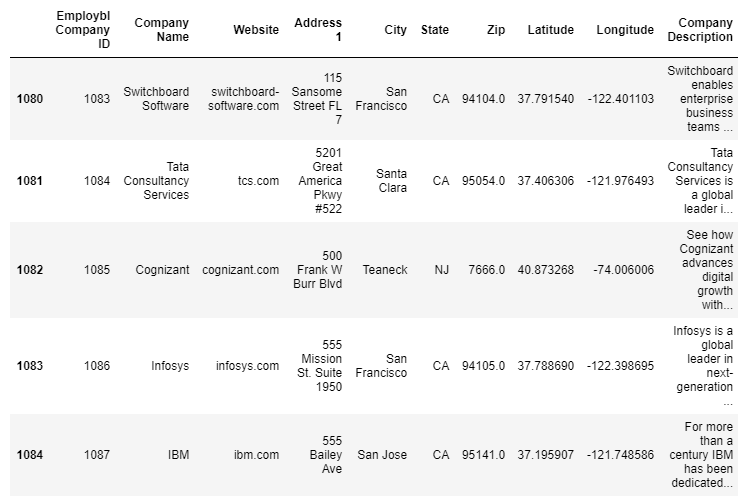 Employbl Company ID Company Name Website Address 1 City State Zip Latitude Longitude Company Description
1080 1083 Switchboard Software switchboard-software.com 115 Sansome Street FL 7 San Francisco CA 94104.0 37.791540 -122.401103 Switchboard enables enterprise business teams ...
1081 1084 Tata Consultancy Services tcs.com 5201 Great America Pkwy #522 Santa Clara CA 95054.0 37.406306 -121.976493 Tata Consultancy Services is a global leader i...
1082 1085 Cognizant cognizant.com 500 Frank W Burr Blvd Teaneck NJ 7666.0 40.873268 -74.006006 See how Cognizant advances digital growth with...
1083 1086 Infosys infosys.com 555 Mission St. Suite 1950 San Francisco CA 94105.0 37.788690 -122.398695 Infosys is a global leader in next-generation ...
1084 1087 IBM ibm.com 555 Bailey Ave San Jose CA 95141.0 37.195907 -121.748586 For more than a century IBM has been dedicated...